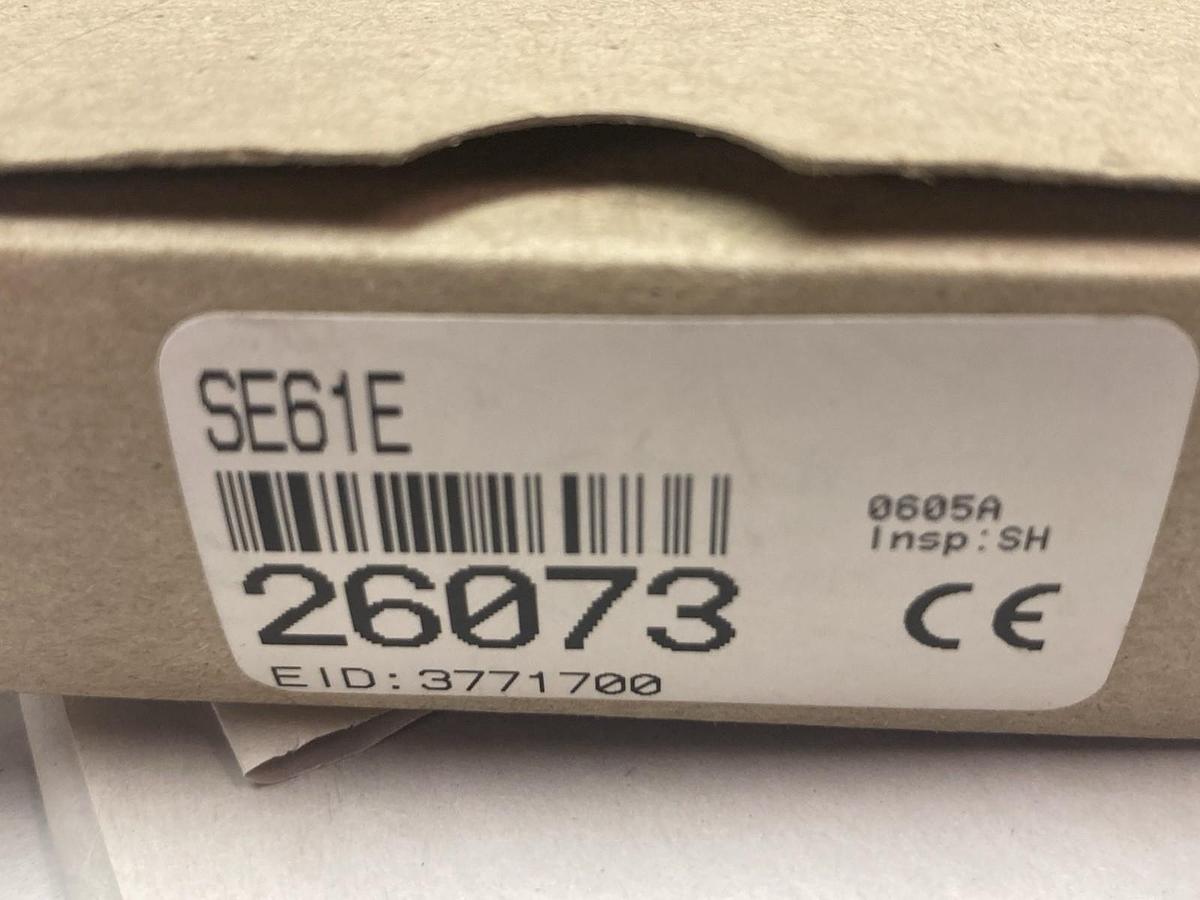 SE61E
0605A
Insp:SH
26073
CE
EID:3771700